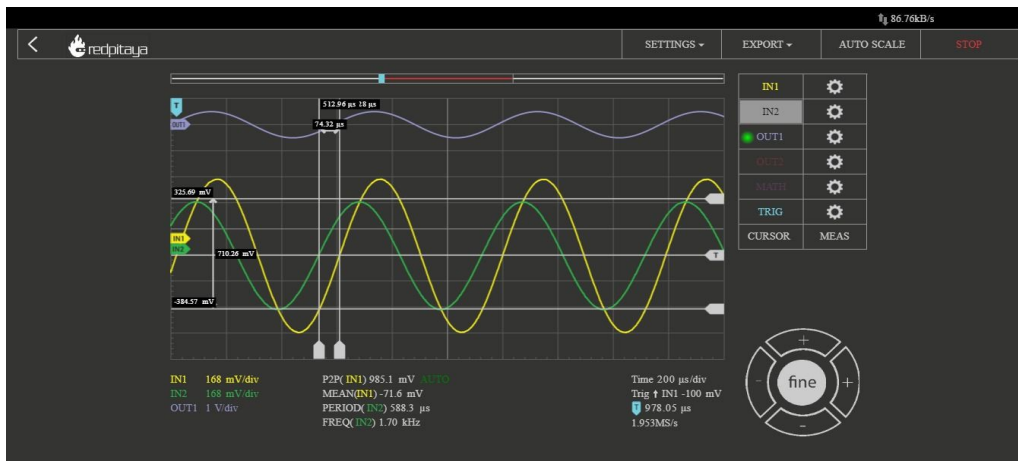 86.76kB/s
redpitaya
SETTINGS
EXPORT
AUTO SCALE
STOP
T
512.96 µs 28 µs
OUT1
74.32 µs
325.69 mV
IN1
IN2
710.26 mV
T
-384.57 mV
IN1
IN2
OUT1
OUT2
MATH
TRIG
CURSOR MEAS
+
- fine +
-
IN1 168 mV/div
IN2 168 mV/div
OUT1 1 V/div
P2P( IN1) 985.1 mV AUTO
MEAN(IN1) -71.6 mV
PERIOD( IN2) 588.3 µs
FREQ( IN2) 1.70 kHz
Time 200 µs/div
Trig ↑ IN1 -100 mV
T 978.05 µs
1.953MS/s